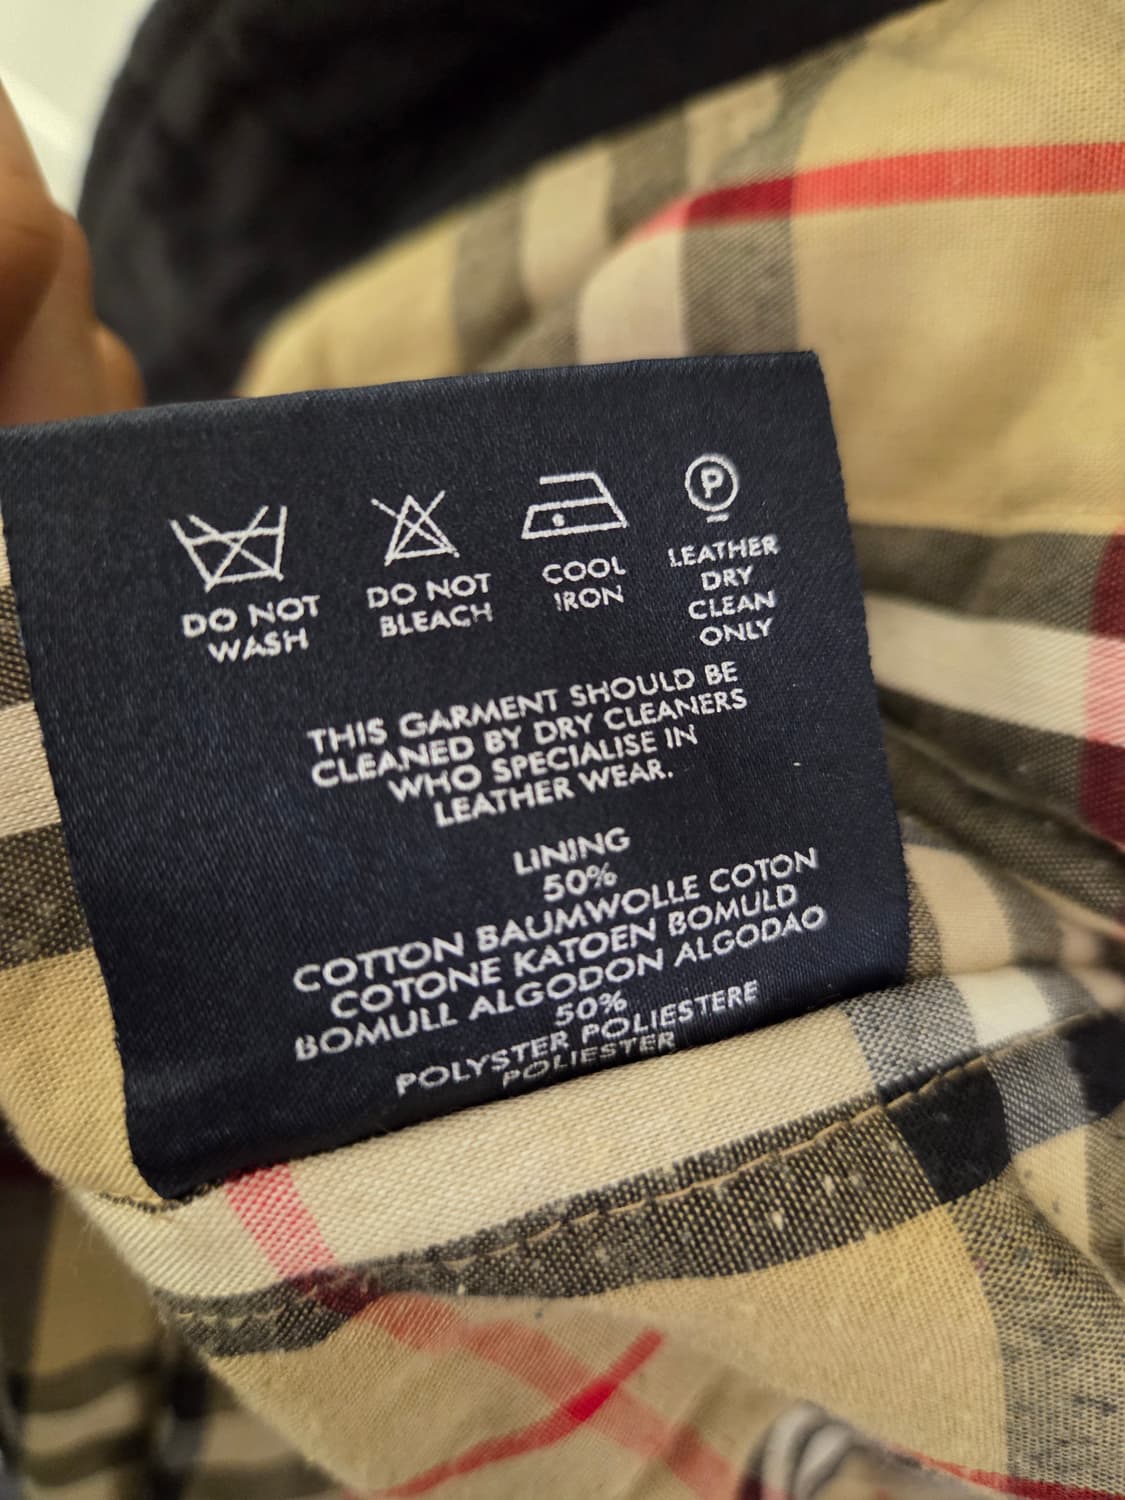 DO NOT
WASH
DO NOT
BLEACH
COOL
IRON
P
LEATHER
DRY
CLEAN
ONLY
THIS GARMENT SHOULD BE
CLEANED BY DRY CLEANERS
WHO SPECIALISE IN
LEATHER WEAR.
LINING
50%
COTTON BAUMWOLLE COTON
COTONE KATOEN BOMULD
BOMULL ALGODON ALGODAO
50%
POLYSTER POLIESTERE
POLIESTER